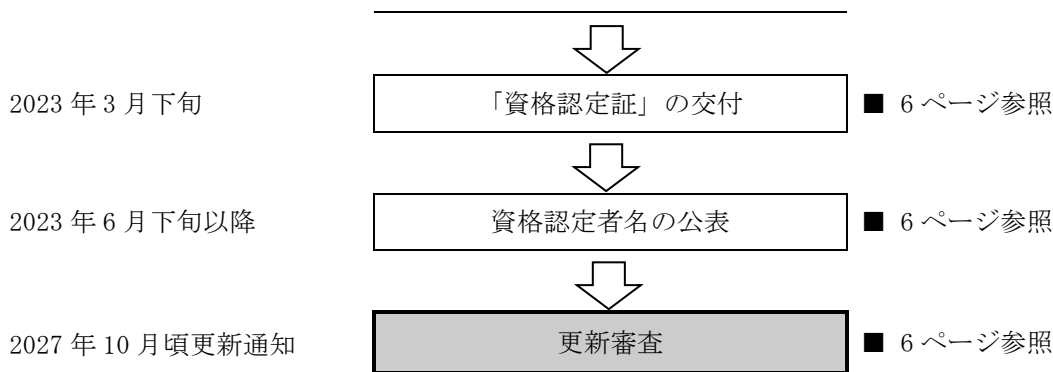 2023 年 3 月下旬 「資格認定証」の交付 ■ 6 ページ参照
2023 年 6 月下旬以降 資格認定者名の公表 ■ 6 ページ参照
2027 年 10 月頃更新通知 更新審査 ■ 6 ページ参照